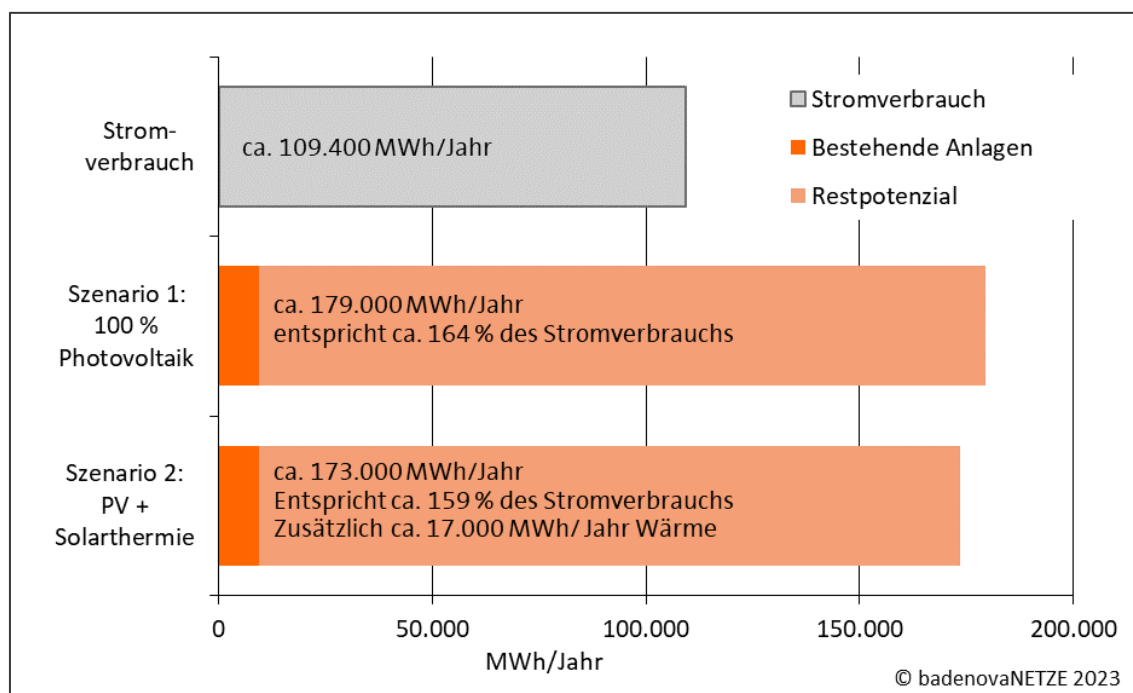 Strom-
verbrauch
ca. 109.400 MWh/Jahr
Stromverbrauch
Bestehende Anlagen
Restpotenzial
Szenario 1:
100 %
Photovoltaik
ca. 179.000 MWh/Jahr
entspricht ca. 164 % des Stromverbrauchs
Szenario 2:
PV +
Solarthermie
ca. 173.000 MWh/Jahr
Entspricht ca. 159 % des Stromverbrauchs
Zusätzlich ca. 17.000 MWh/ Jahr Wärme
0 50.000 100.000 150.000 200.000
MWh/Jahr
© badenovaNETZE 2023